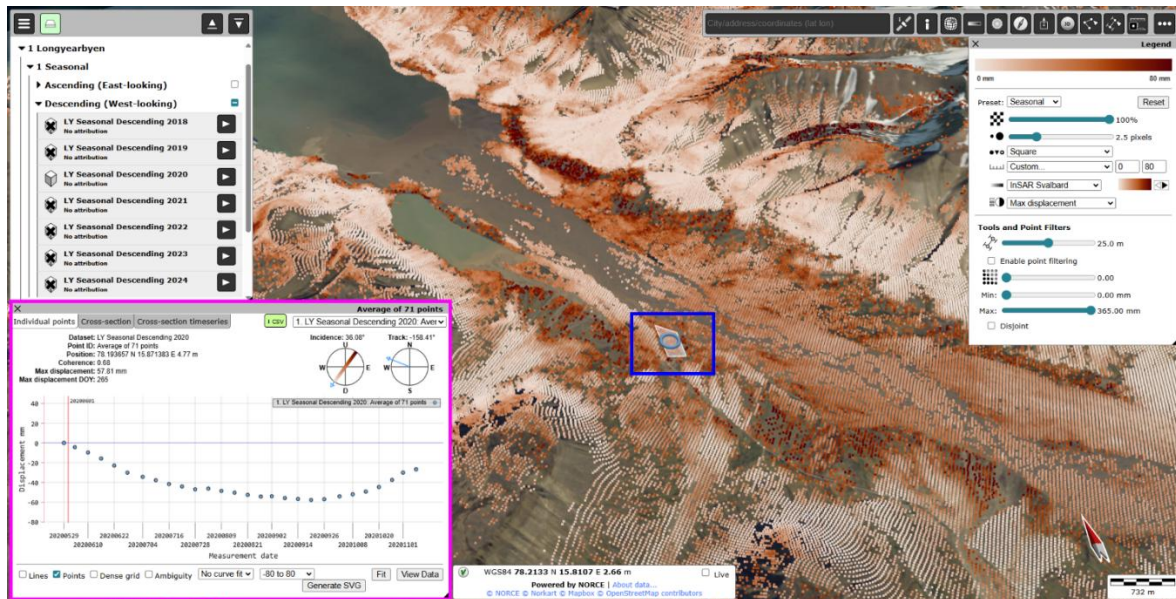 City/address/coordinates (lat lon)
1 Longyearbyen
1 Seasonal
Ascending (East-looking)
Descending (West-looking)
LY Seasonal Descending 2018
No attribution
LY Seasonal Descending 2019
No attribution
LY Seasonal Descending 2020
No attribution
LY Seasonal Descending 2021
No attribution
LY Seasonal Descending 2022
No attribution
LY Seasonal Descending 2023
No attribution
LY Seasonal Descending 2024
No attribution
Legend
0 mm 80 mm
Preset: Seasonal Reset
100%
2.5 pixels
Square
Custom... 0 80
InSAR Svalbard
Max displacement
Tools and Point Filters
25.0 m
Enable point filtering
0.00
Min: 0.00 mm
Max: 365.00 mm
Disjoint
Average of 71 points
Individual points Cross-section Cross-section timeseries CSV 1. LY Seasonal Descending 2020: Aver
Dataset: LY Seasonal Descending 2020
Point ID: Average of 71 points
Position: 78.193657 N 15.871383 E 4.77 m
Coherence: 0.68
Max displacement: 57.81 mm
Max displacement DOY: 265
Incidence: 36.08° Track: -158.41°
U N
W E W E
D S
1. LY Seasonal Descending 2020: Average of 71 points
20200601
Displacement mm
40
20
0
-20
-40
-60
-80
20200529 20200622 20200716 20200809 20200902 20200926 20201020
20200610 20200704 20200728 20200821 20200914 20201008 20201101
Measurement date
Lines Points Dense grid Ambiguity No curve fit -80 to 80 Fit View Data
Generate SVG
WGS84 78.2133 N 15.8107 E 2.66 m Live
Powered by NORCE | About data...
© NORCE © Norkart © Mapbox © OpenStreetMap contributors
732 m